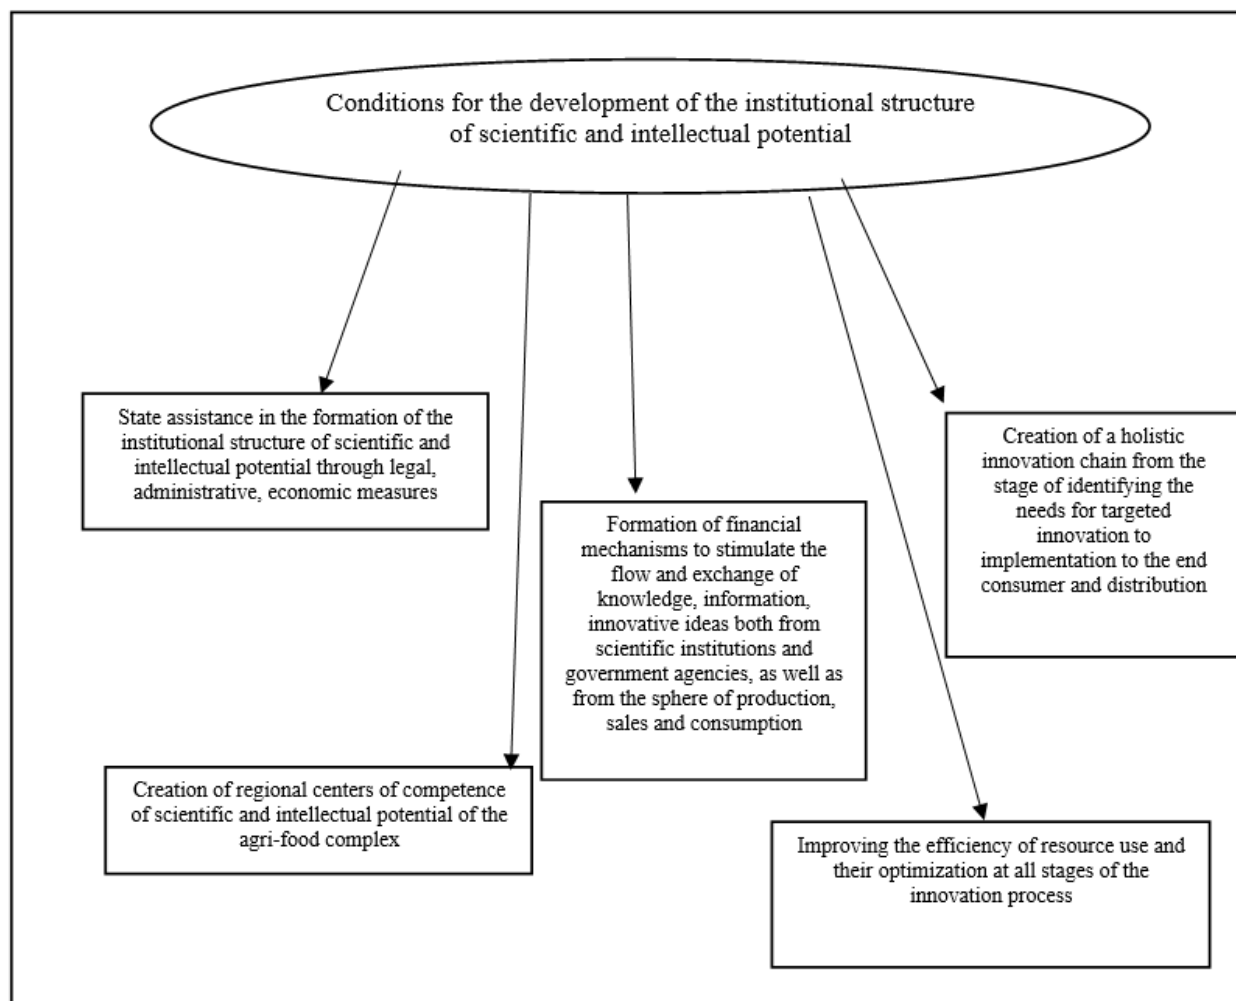 Conditions for the development of the institutional structure
of scientific and intellectual potential
State assistance in the formation of the
institutional structure of scientific and
intellectual potential through legal,
administrative, economic measures
Creation of a holistic
innovation chain from the
stage of identifying the
needs for targeted
innovation to
implementation to the end
consumer and distribution
Formation of financial
mechanisms to stimulate the
flow and exchange of
knowledge, information,
innovative ideas both from
scientific institutions and
government agencies, as well as
from the sphere of production,
sales and consumption
Creation of regional centers of competence
of scientific and intellectual potential of the
agri-food complex
Improving the efficiency of resource use and
their optimization at all stages of the
innovation process